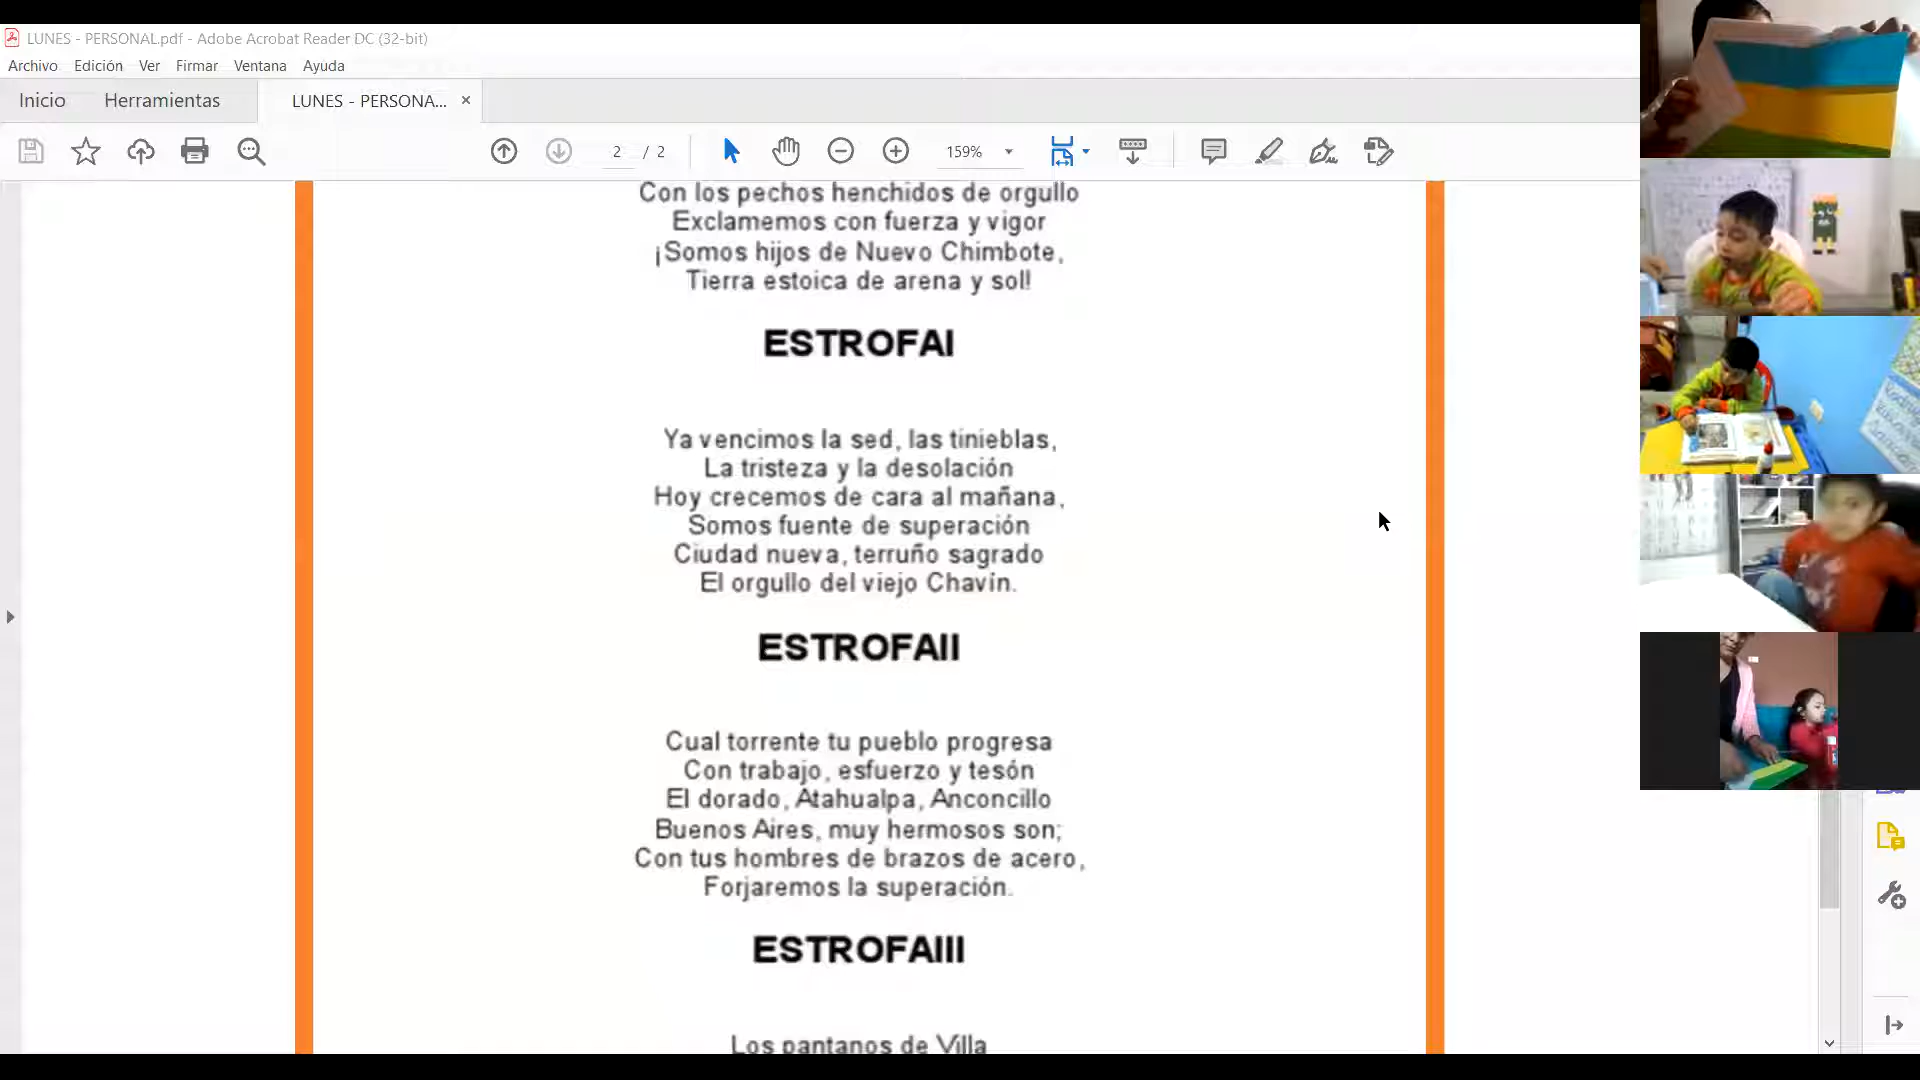 LUNES - PERSONAL.pdf - Adobe Acrobat Reader DC (32-bit)
Archivo Edición Ver Firmar Ventana Ayuda
Inicio Herramientas LUNES - PERSONA... ×
2 / 2 159%
Con los pechos henchidos de orgullo
Exclamemos con fuerza y vigor
¡Somos hijos de Nuevo Chimbote,
Tierra estoica de arena y sol!
ESTROFAI
Ya vencimos la sed, las tinieblas,
La tristeza y la desolación
Hoy crecemos de cara al mañana,
Somos fuente de superación
Ciudad nueva, terruño sagrado
El orgullo del viejo Chavín.
ESTROFAII
Cual torrente tu pueblo progresa
Con trabajo, esfuerzo y tesón
El dorado, Atahualpa, Anconcillo
Buenos Aires, muy hermosos son;
Con tus hombres de brazos de acero,
Forjaremos la superación.
ESTROFAIII
Los pantanos de Villa